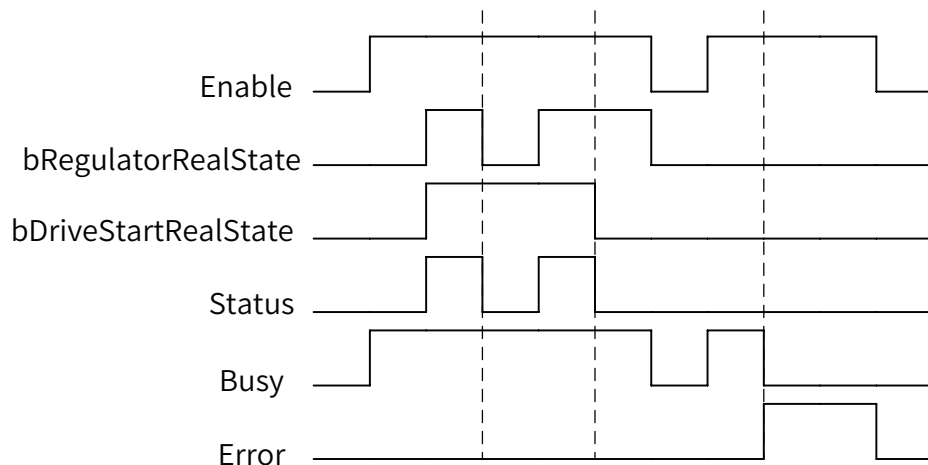 Enable
bRegulatorRealState
bDriveStartRealState
Status
Busy
Error